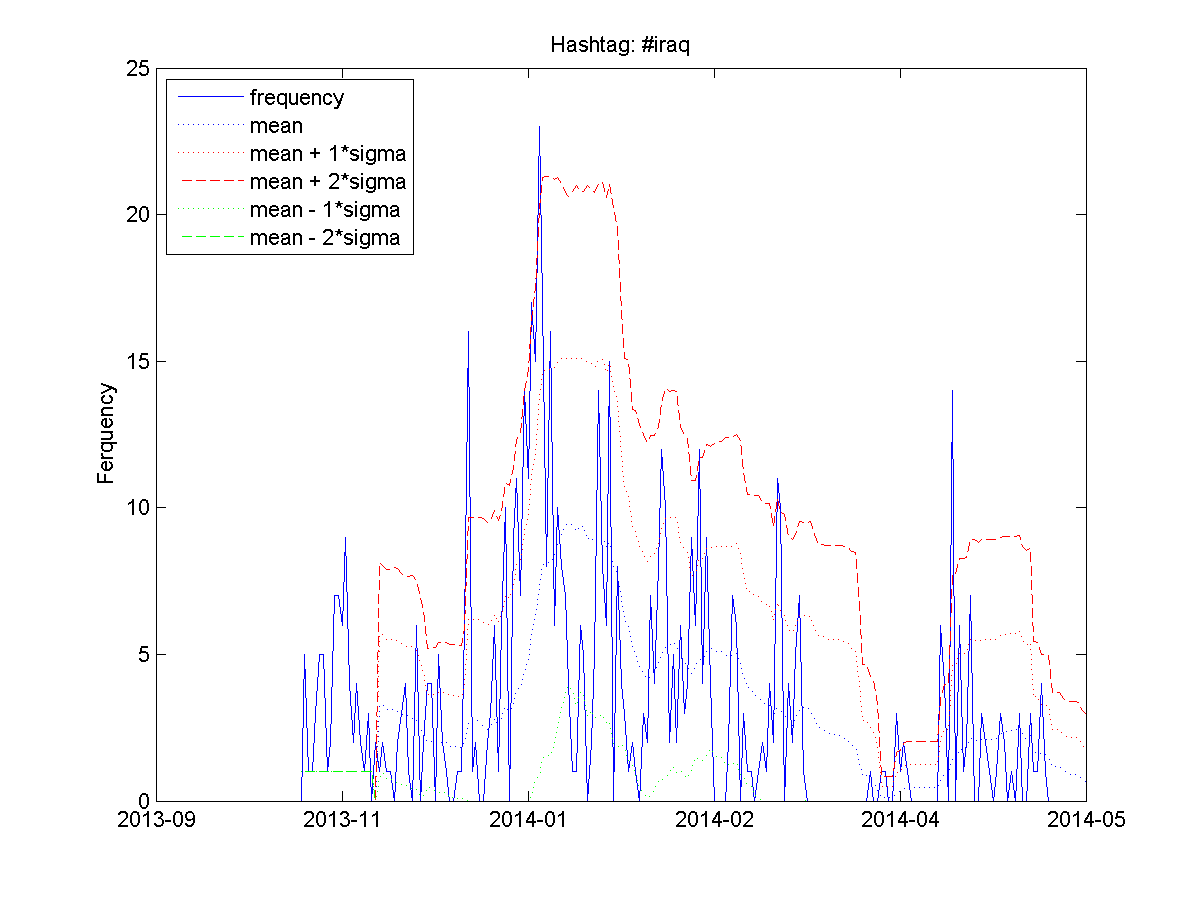 Hashtag: #iraq
25
20
15
10
5
0
Ferquency
frequency
mean
mean + 1*sigma
mean + 2*sigma
mean - 1*sigma
mean - 2*sigma
2013-09
2013-11
2014-01
2014-02
2014-04
2014-05